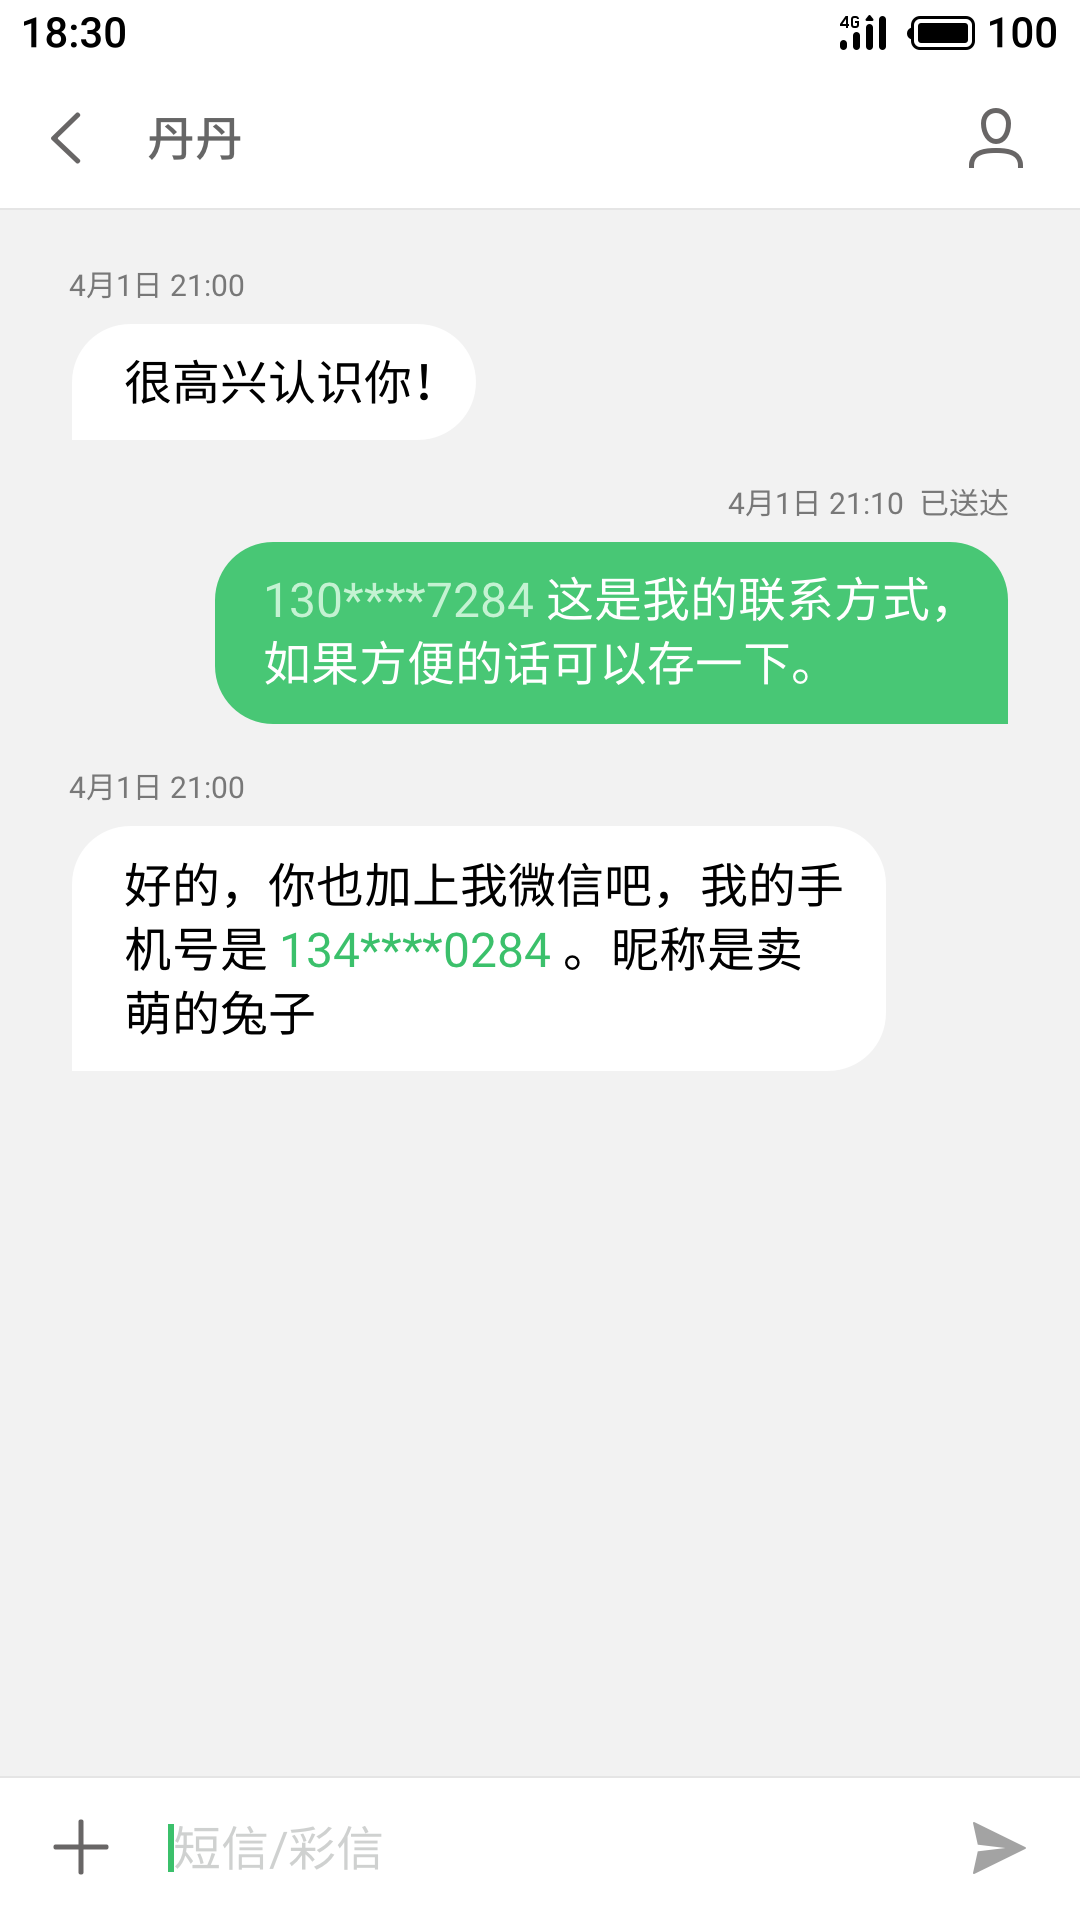 18:30
4G
100
丹丹
4月1日 21:00
很高兴认识你！
4月1日 21:10 已送达
130****7284 这是我的联系方式，
如果方便的话可以存一下。
4月1日 21:00
好的，你也加上我微信吧，我的手
机号是 134****0284 。昵称是卖
萌的兔子
短信/彩信